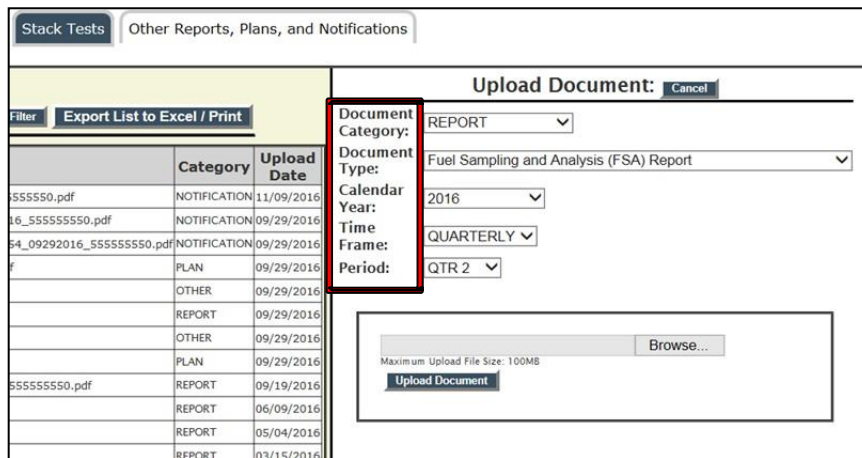 Stack Tests Other Reports, Plans, and Notifications
Upload Document: Cancel
Filter Export List to Excel / Print
Category Upload Date
5555550.pdf NOTIFICATION 11/09/2016
16_555555550.pdf NOTIFICATION 09/29/2016
54_09292016_555555550.pdf NOTIFICATION 09/29/2016
f PLAN 09/29/2016
OTHER 09/29/2016
REPORT 09/29/2016
OTHER 09/29/2016
PLAN 09/29/2016
555555550.pdf REPORT 09/19/2016
REPORT 06/09/2016
REPORT 05/04/2016
REPORT 03/15/2016
Document Category: REPORT
Document Type: Fuel Sampling and Analysis (FSA) Report
Calendar Year: 2016
Time Frame: QUARTERLY
Period: QTR 2
Browse...
Maximum Upload File Size: 100MB
Upload Document